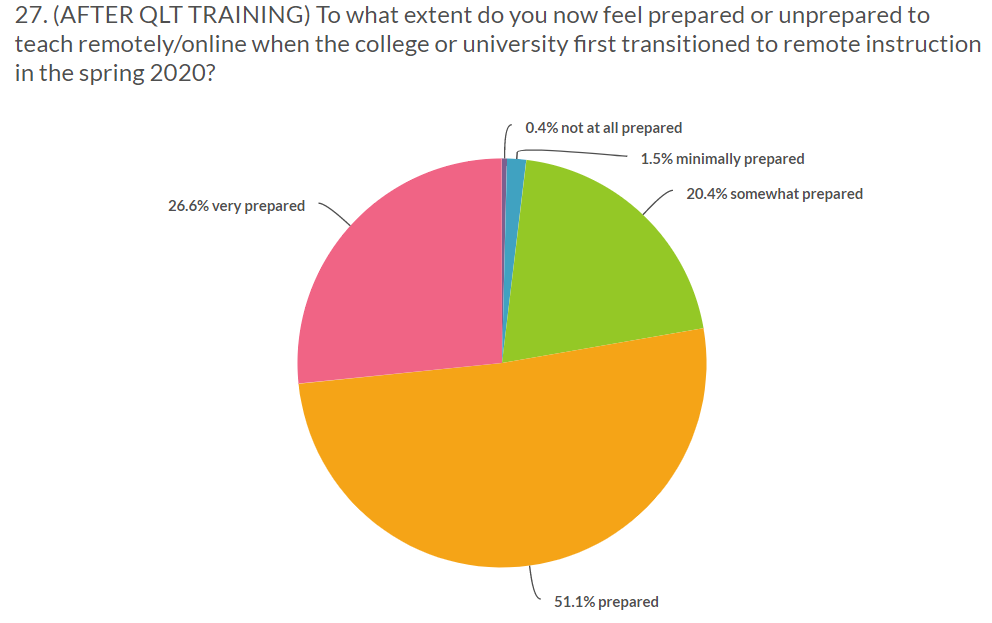 27. (AFTER QLT TRAINING) To what extent do you now feel prepared or unprepared to
teach remotely/online when the college or university first transitioned to remote instruction
in the spring 2020?
0.4% not at all prepared
1.5% minimally prepared
20.4% somewhat prepared
26.6% very prepared
51.1% prepared